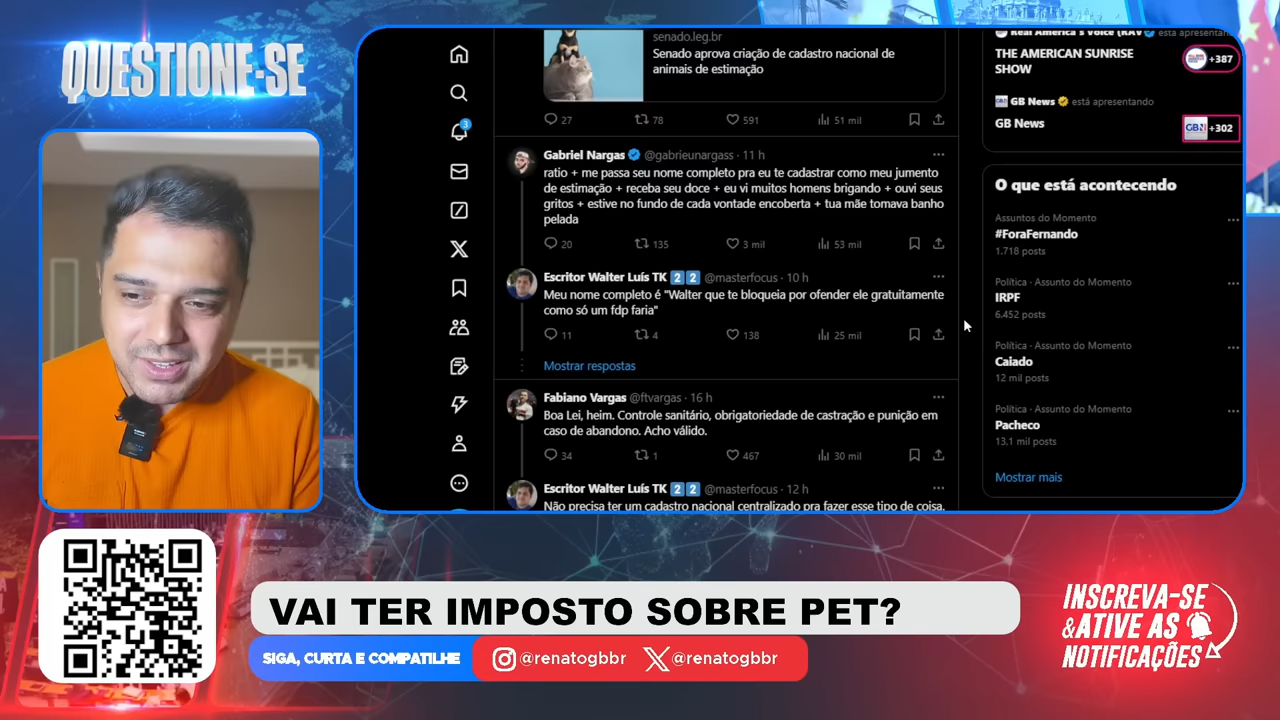 QUESTIONE-SE
senado.leg.br
Senado aprova criação de cadastro nacional de
animais de estimação
27 78 591 51 mil
Gabriel Nargas @gabrieunargass · 11 h
ratio + me passa seu nome completo pra eu te cadastrar como meu jumento
de estimação + receba seu doce + eu vi muitos homens brigando + ouvi seus
gritos + estive no fundo de cada vontade encoberta + tua mãe tomava banho
pelada
20 135 3 mil 53 mil
Escritor Walter Luís TK 2 2 @masterfocus · 10 h
Meu nome completo é "Walter que te bloqueia por ofender ele gratuitamente
como só um fdp faria"
11 4 138 25 mil
Mostrar respostas
Fabiano Vargas @ftvargas · 16 h
Boa Lei, heim. Controle sanitário, obrigatoriedade de castração e punição em
caso de abandono. Acho válido.
34 1 467 30 mil
Escritor Walter Luís TK 2 2 @masterfocus · 12 h
Não precisa ter um cadastro nacional centralizado pra fazer esse tipo de coisa.
3
Real America's Voice (RAV) está apresentan
THE AMERICAN SUNRISE
SHOW
+387
GB News está apresentando
GB News
GBN
+302
O que está acontecendo
Assuntos do Momento
#ForaFernando
1.718 posts
Política · Assunto do Momento
IRPF
6.452 posts
Política · Assunto do Momento
Caiado
12 mil posts
Política · Assunto do Momento
Pacheco
13.1 mil posts
Mostrar mais
VAI TER IMPOSTO SOBRE PET?
SIGA, CURTA E COMPATILHE
@renatogbbr
@renatogbbr
INSCREVA-SE
&ATIVE AS
NOTIFICAÇÕES